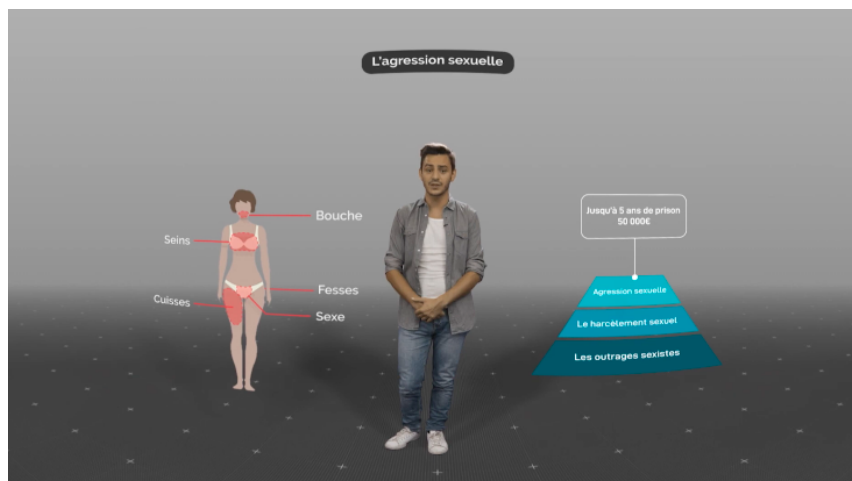 L'agression sexuelle
Bouche
Seins
Fesses
Cuisses
Sexe
Jusqu'à 5 ans de prison
50 000€
Agression sexuelle
Le harcèlement sexuel
Les outrages sexistes